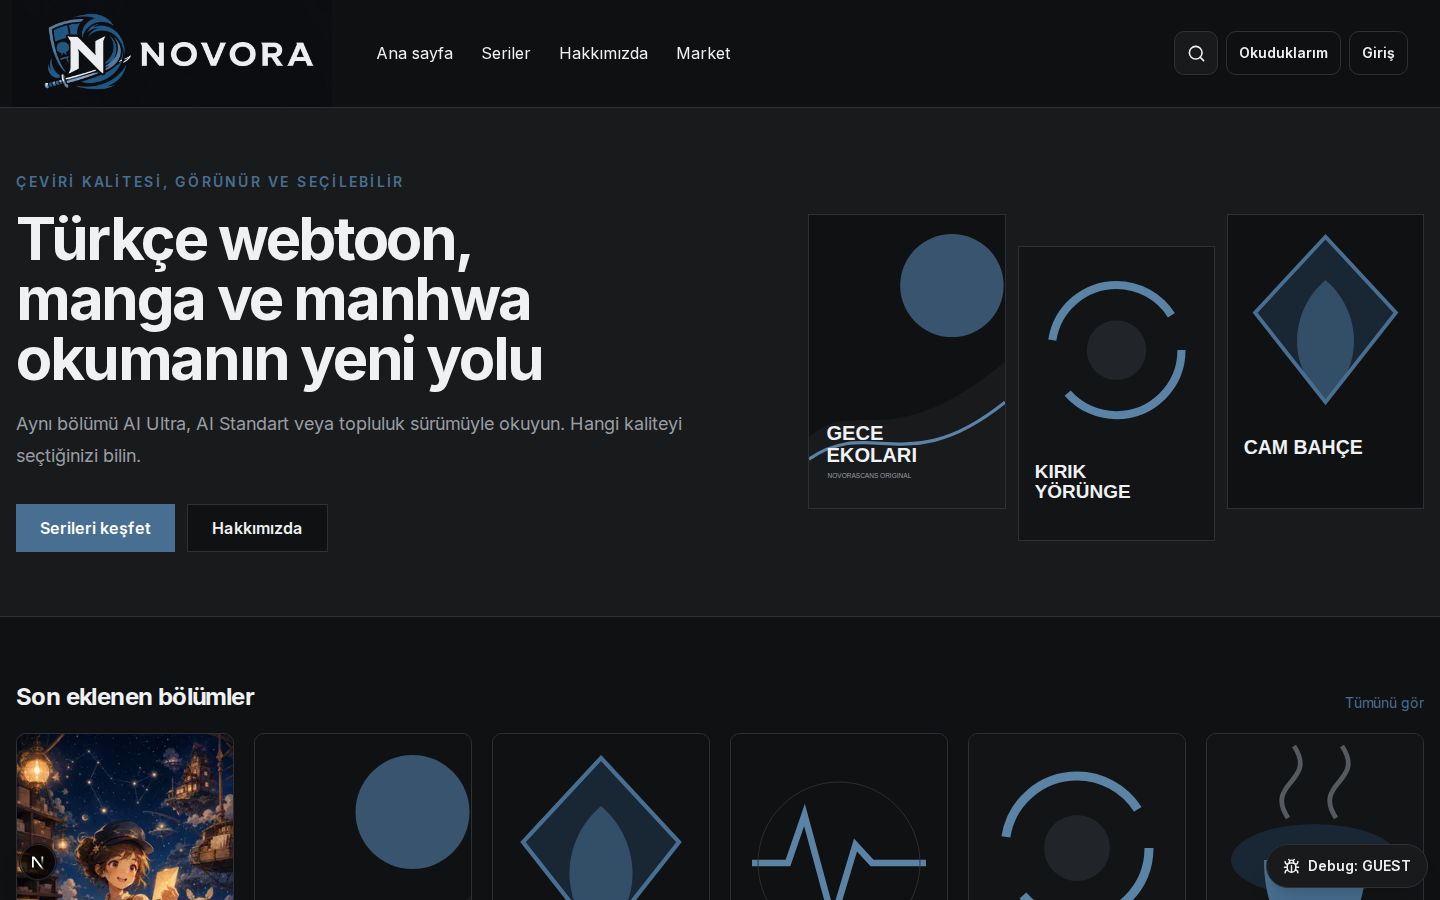 N NOVORA
Ana sayfa
Seriler
Hakkımızda
Market
Okuduklarım
Giriş
ÇEVİRİ KALİTESİ, GÖRÜNÜR VE SEÇİLEBİLİR
Türkçe webtoon,
manga ve manhwa
okumanın yeni yolu
Aynı bölümü AI Ultra, AI Standart veya topluluk sürümüyle okuyun. Hangi kaliteyi
seçtiğinizi bilin.
Serileri keşfet
Hakkımızda
GECE
EKOLARI
NOVORASCANS ORIGINAL
KIRIK
YÖRÜNGE
CAM BAHÇE
Son eklenen bölümler
Tümünü gör
N
Debug: GUEST